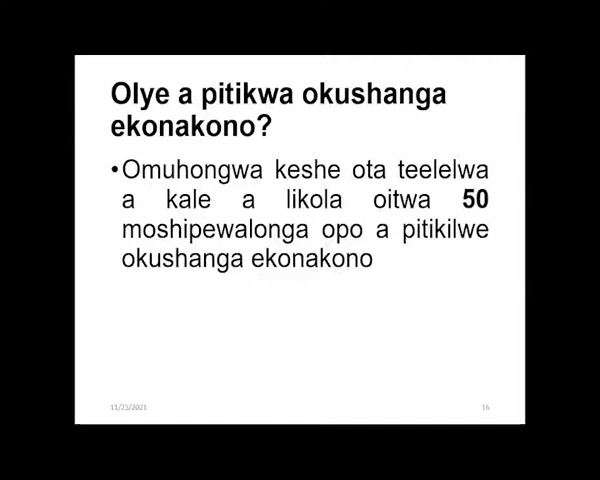 Olye a pitikwa okushanga
ekonakono?
•Omuhongwa keshe ota teelelwa
a kale a likola oitwa 50
moshipewalonga opo a pitikilwe
okushanga ekonakono
11/23/2021
16